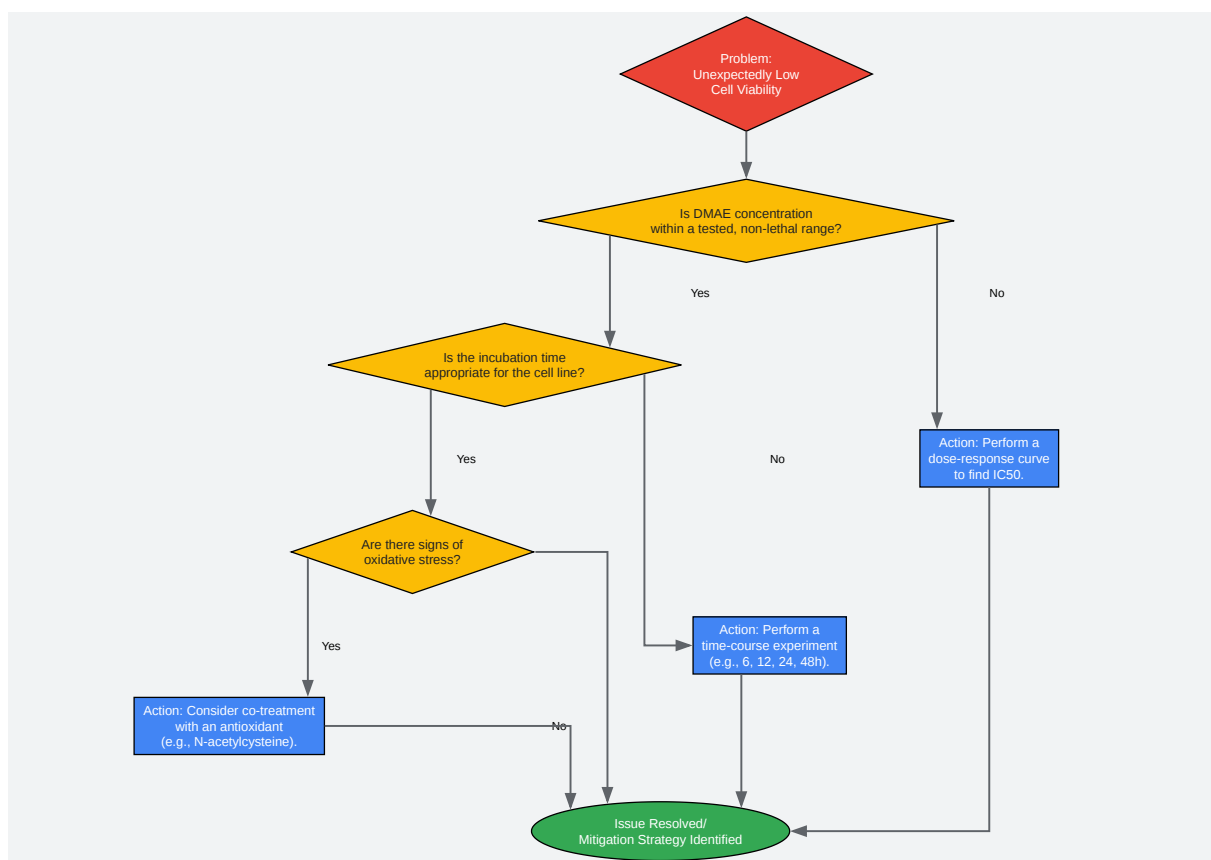 Problem:
Unexpectedly Low
Cell Viability
Is DMAE concentration
within a tested, non-lethal range?
Yes
No
Is the incubation time
appropriate for the cell line?
Yes
No
Action: Perform a
dose-response curve
to find IC50.
Are there signs of
oxidative stress?
Yes
Action: Perform a
time-course experiment
(e.g., 6, 12, 24, 48h).
Action: Consider co-treatment
with an antioxidant
(e.g., N-acetylcysteine).
No
Issue Resolved/
Mitigation Strategy Identified